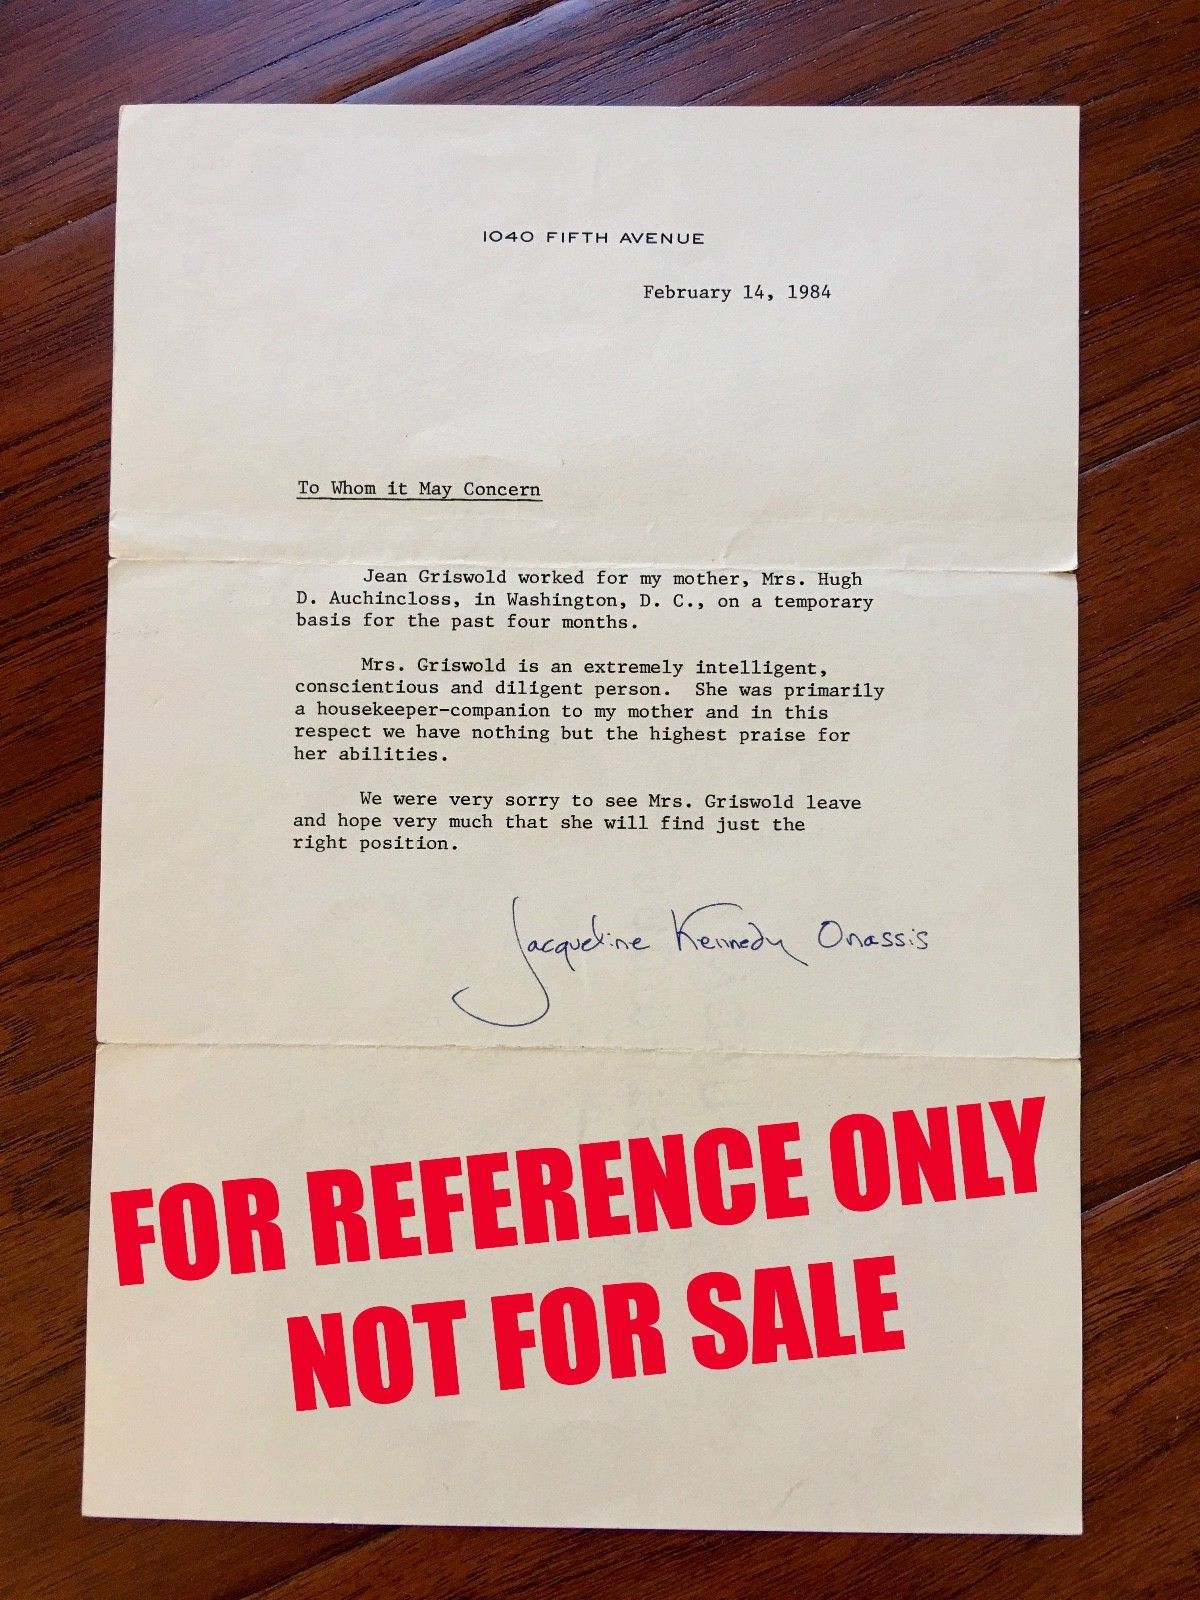 1040 FIFTH AVENUE
February 14, 1984
To Whom it May Concern
Jean Griswold worked for my mother, Mrs. Hugh
D. Auchincloss, in Washington, D. C., on a temporary
basis for the past four months.
Mrs. Griswold is an extremely intelligent,
conscientious and diligent person. She was primarily
a housekeeper-companion to my mother and in this
respect we have nothing but the highest praise for
her abilities.
We were very sorry to see Mrs. Griswold leave
and hope very much that she will find just the
right position.
Jacqueline Kennedy Onassis
FOR REFERENCE ONLY
NOT FOR SALE